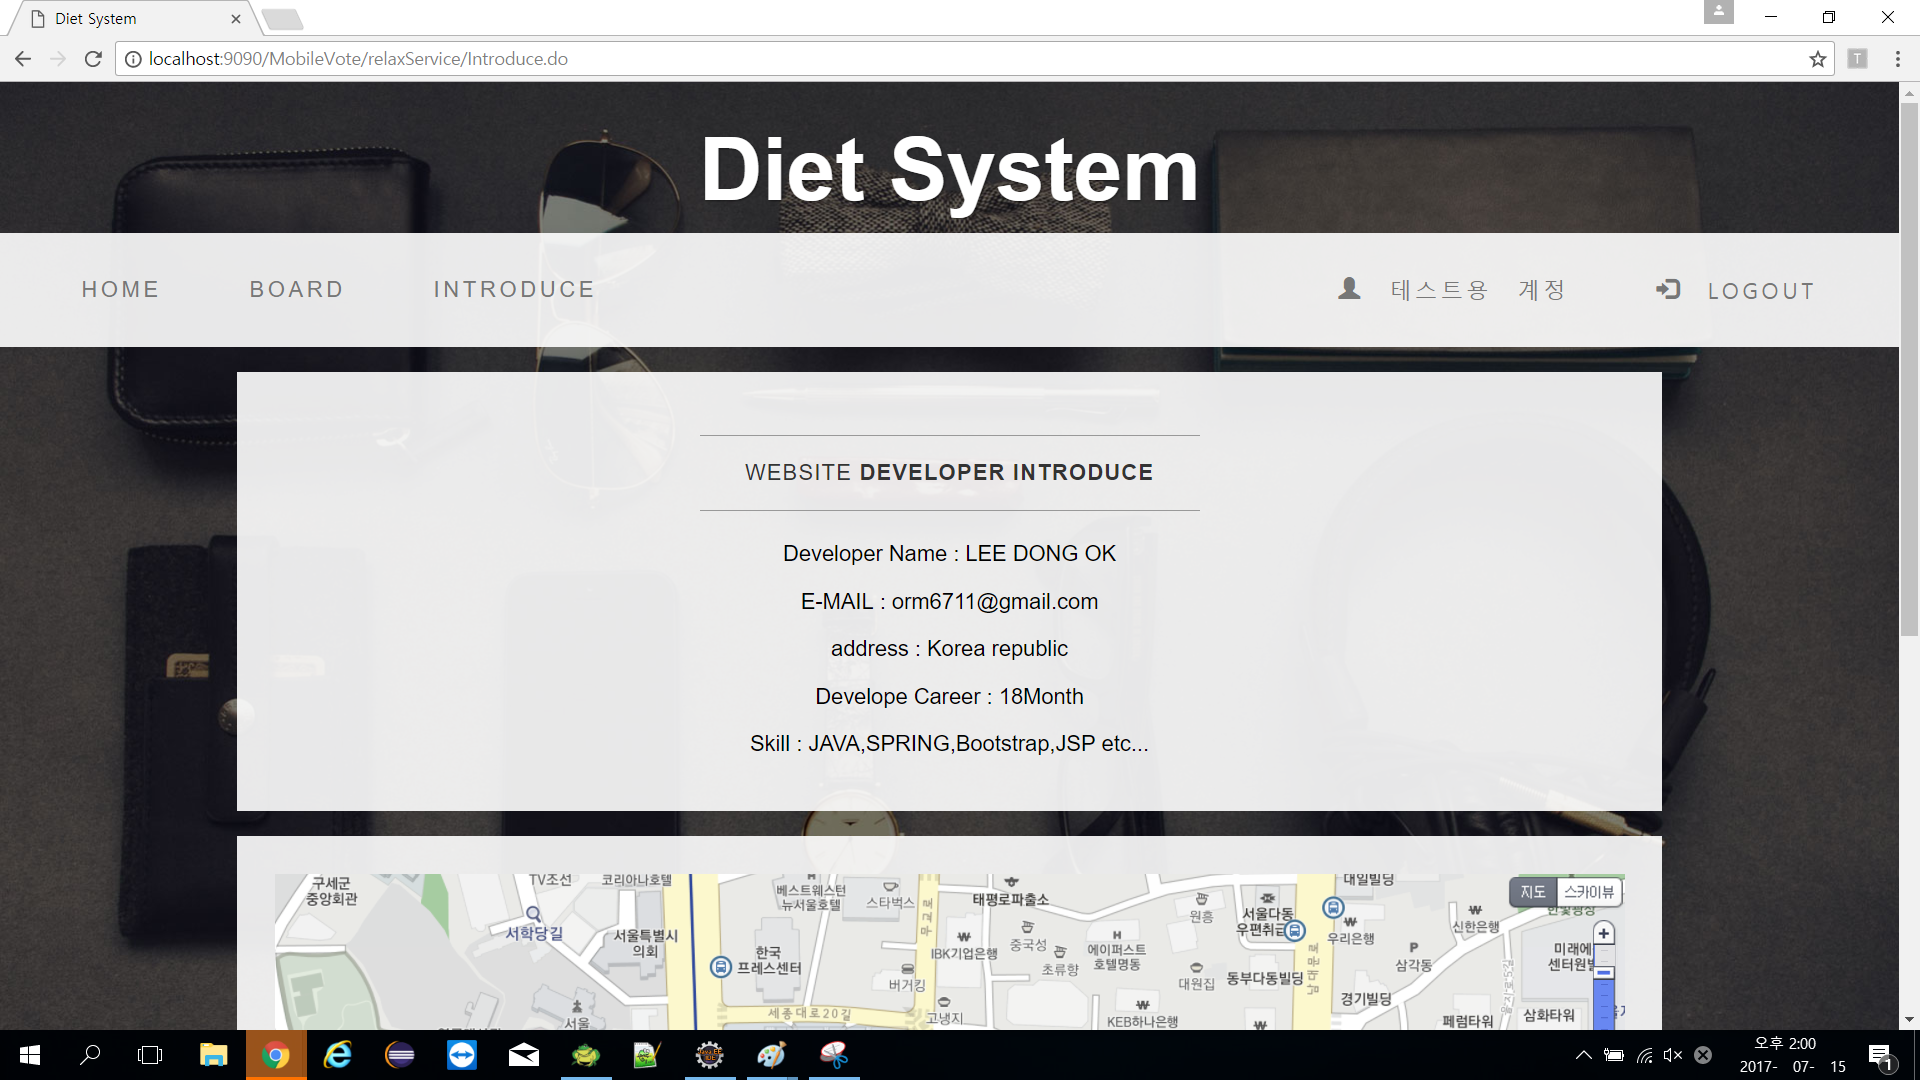 Diet System
localhost:9090/MobileVote/relaxService/Introduce.do
T
Diet System
HOME BOARD INTRODUCE 테스트용 계정 LOGOUT
WEBSITE DEVELOPER INTRODUCE
Developer Name : LEE DONG OK
E-MAIL : orm6711@gmail.com
address : Korea republic
Develope Career : 18Month
Skill : JAVA,SPRING,Bootstrap,JSP etc...
구세군
중앙회관
TV조선
코리아나호텔
베스트웨스턴
뉴서울호텔
스타벅스
태평로파출소
대일빌딩
지도 스카이뷰
서학당길
서울특별시
의회
한국
프레스센터
무교로
IBK기업은행
중국성
초류향
에이퍼스트
호텔명동
원흥
서울다동
우편취급
우리은행
신한은행
삼각동
미래에
센터원빌
버거킹
대원집
동부다동빌딩
남대문로
경기빌딩
세종대로20길
고냉지
KEB하나은행
페럼타워
삼화타워
서울
오후 2:00
2017- 07- 15
1